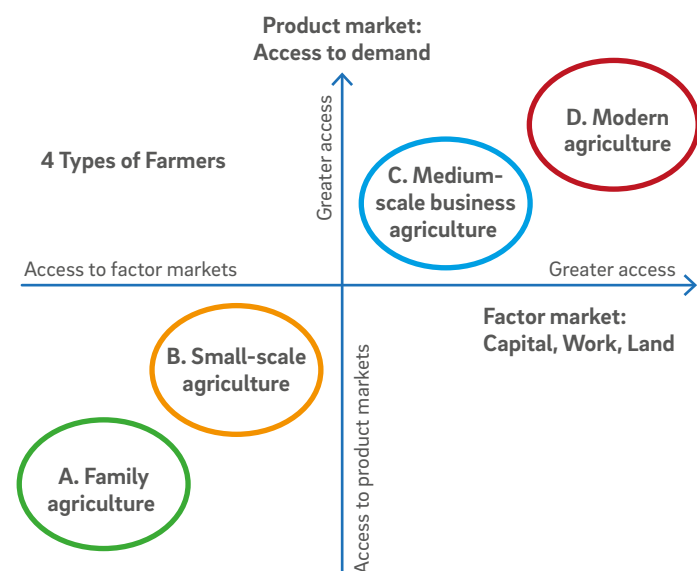 Product market:
Access to demand
D. Modern
agriculture
Greater access
4 Types of Farmers
C. Medium-
scale business
agriculture
Access to factor markets
Greater access
Factor market:
Capital, Work, Land
B. Small-scale
agriculture
Access to product markets
A. Family
agriculture